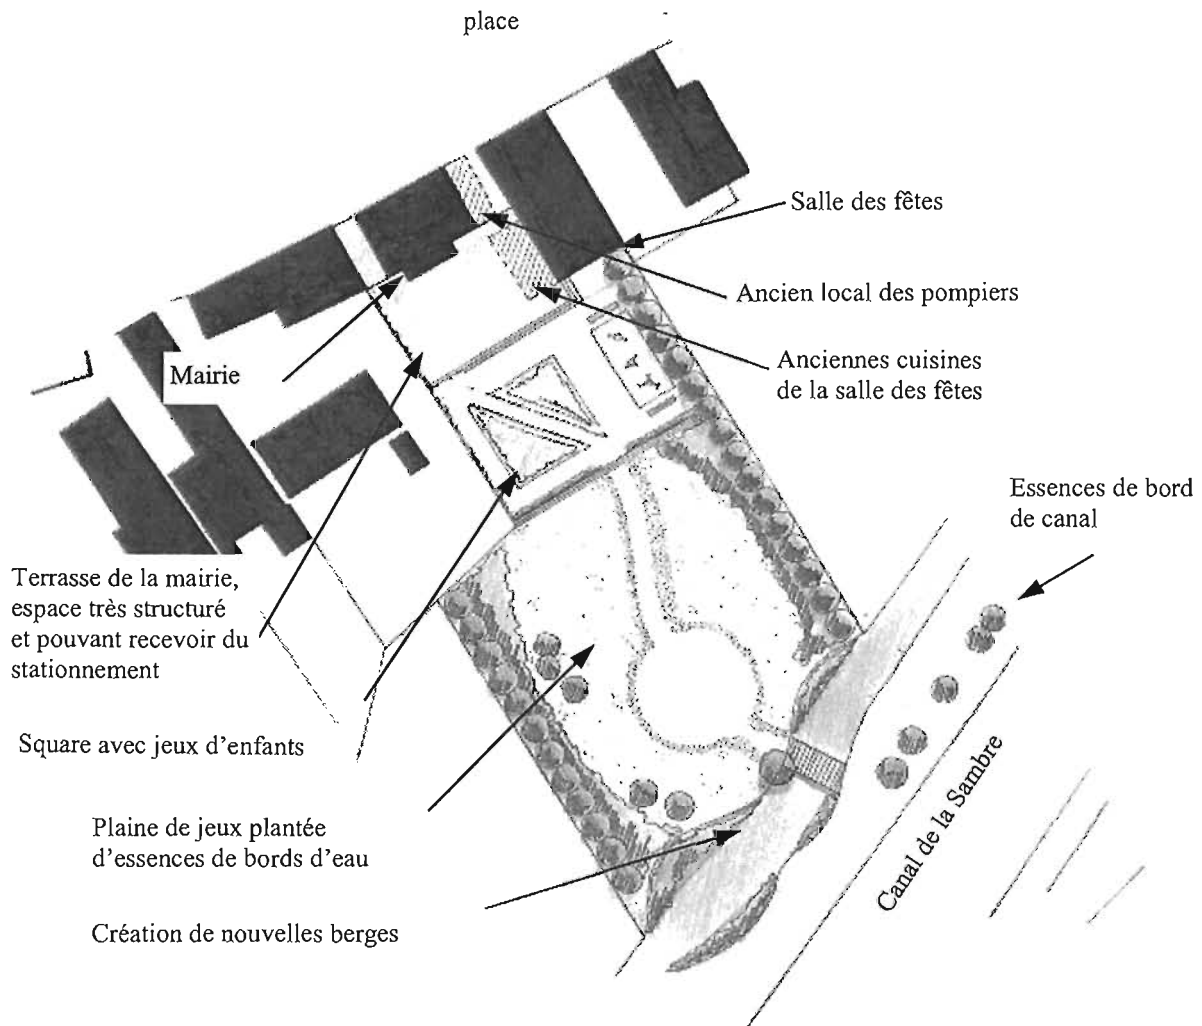 place
Salle des fêtes
Ancien local des pompiers
Mairie
Anciennes cuisines
de la salle des fêtes
Essences de bord
de canal
Terrasse de la mairie,
espace très structuré
et pouvant recevoir du
stationnement
Square avec jeux d'enfants
Plaine de jeux plantée
d'essences de bords d'eau
Canal de la Sambre
Création de nouvelles berges